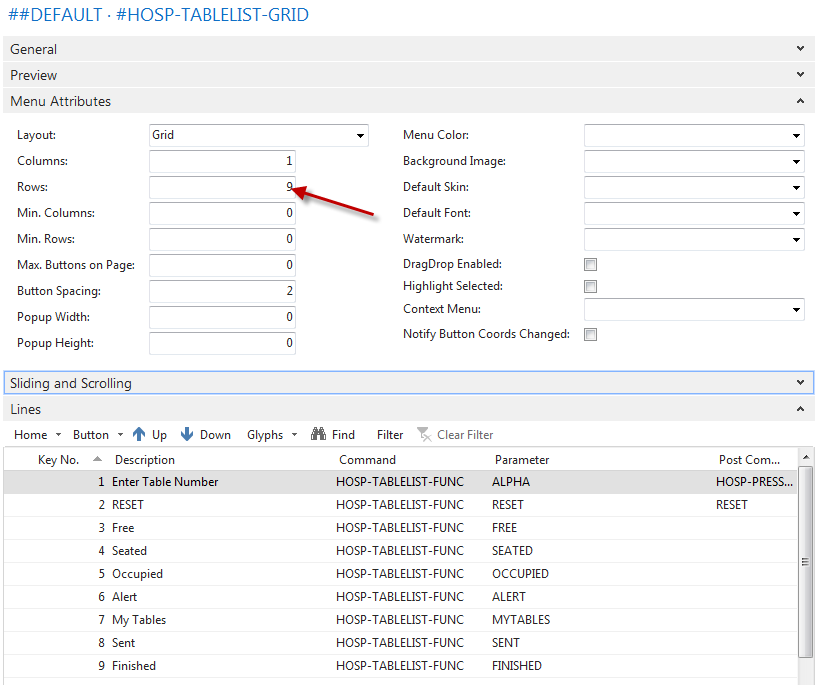 ##DEFAULT · #HOSP-TABLELIST-GRID
General
Preview
Menu Attributes
Layout: Grid Menu Color:
Columns: 1 Background Image:
Rows: 9 Default Skin:
Min. Columns: 0 Default Font:
Min. Rows: 0 Watermark:
Max. Buttons on Page: 0 DragDrop Enabled:
Button Spacing: 2 Highlight Selected:
Popup Width: 0 Context Menu:
Popup Height: 0 Notify Button Coords Changed:
Sliding and Scrolling
Lines
Home Button Up Down Glyphs Find Filter Clear Filter
Key No. Description Command Parameter Post Com...
1 Enter Table Number HOSP-TABLELIST-FUNC ALPHA HOSP-PRESS...
2 RESET HOSP-TABLELIST-FUNC RESET RESET
3 Free HOSP-TABLELIST-FUNC FREE
4 Seated HOSP-TABLELIST-FUNC SEATED
5 Occupied HOSP-TABLELIST-FUNC OCCUPIED
6 Alert HOSP-TABLELIST-FUNC ALERT
7 My Tables HOSP-TABLELIST-FUNC MYTABLES
8 Sent HOSP-TABLELIST-FUNC SENT
9 Finished HOSP-TABLELIST-FUNC FINISHED